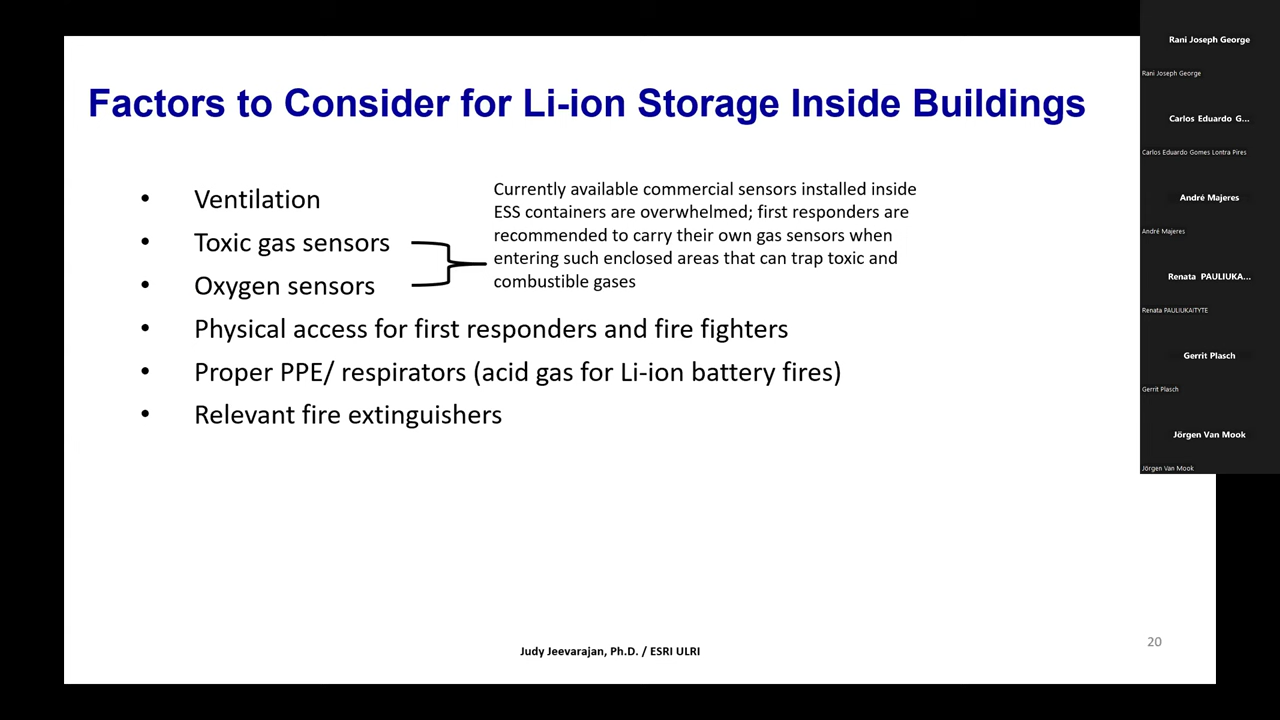 Factors to Consider for Li-ion Storage Inside Buildings
• Ventilation
• Toxic gas sensors
• Oxygen sensors
Currently available commercial sensors installed inside
ESS containers are overwhelmed; first responders are
recommended to carry their own gas sensors when
entering such enclosed areas that can trap toxic and
combustible gases
• Physical access for first responders and fire fighters
• Proper PPE/ respirators (acid gas for Li-ion battery fires)
• Relevant fire extinguishers
Judy Jeevarajan, Ph.D. / ESRI ULRI
20
Rani Joseph George
Rani Joseph George
Carlos Eduardo G...
Carlos Eduardo Gomes Lontra Pires
André Majeres
André Majeres
Renata PAULIUKA...
Renata PAULIUKAITYTE
Gerrit Plasch
Gerrit Plasch
Jörgen Van Mook
Jörgen Van Mook